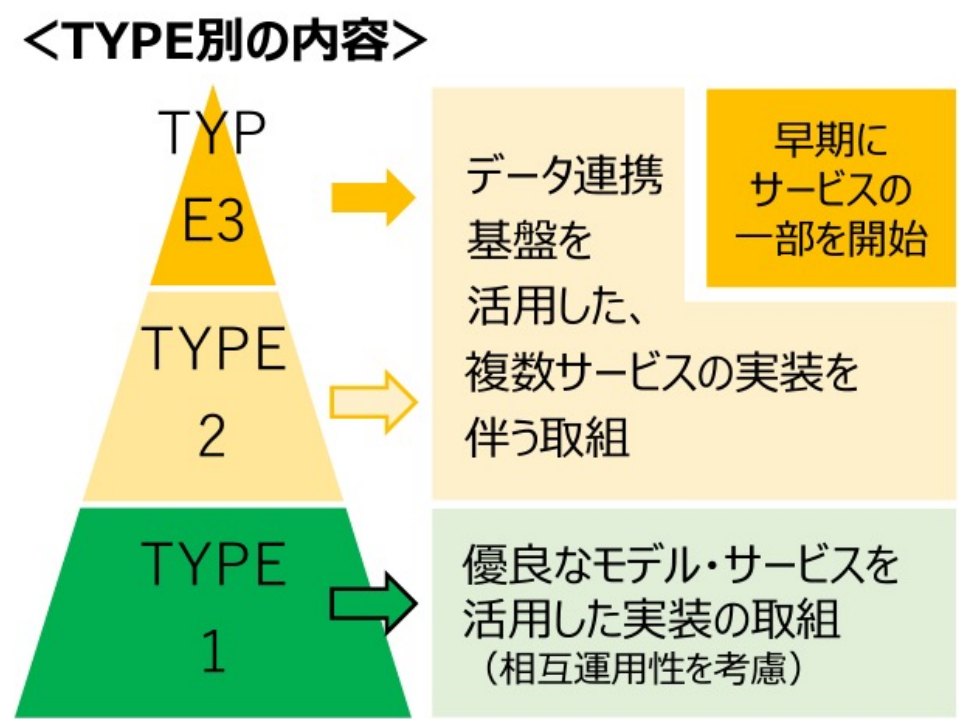 ＜TYPE別の内容＞
TYP
E3
データ連携
基盤を
活用した、
複数サービスの実装を
伴う取組
早期に
サービスの
一部を開始
TYPE
2
TYPE
1
優良なモデル・サービスを
活用した実装の取組
（相互運用性を考慮）